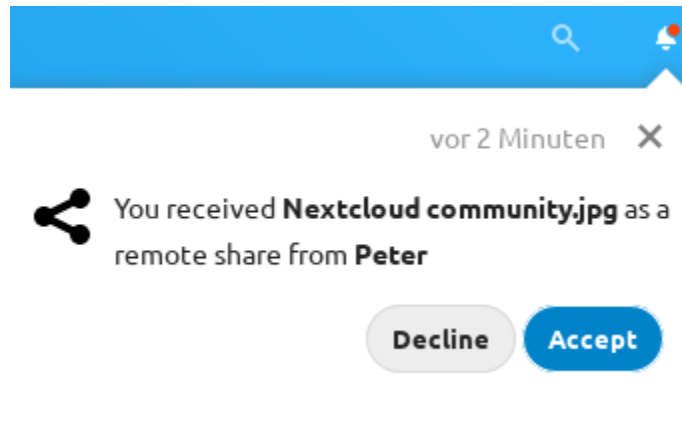 vor 2 Minuten
You received Nextcloud community.jpg as a
remote share from Peter
Decline Accept